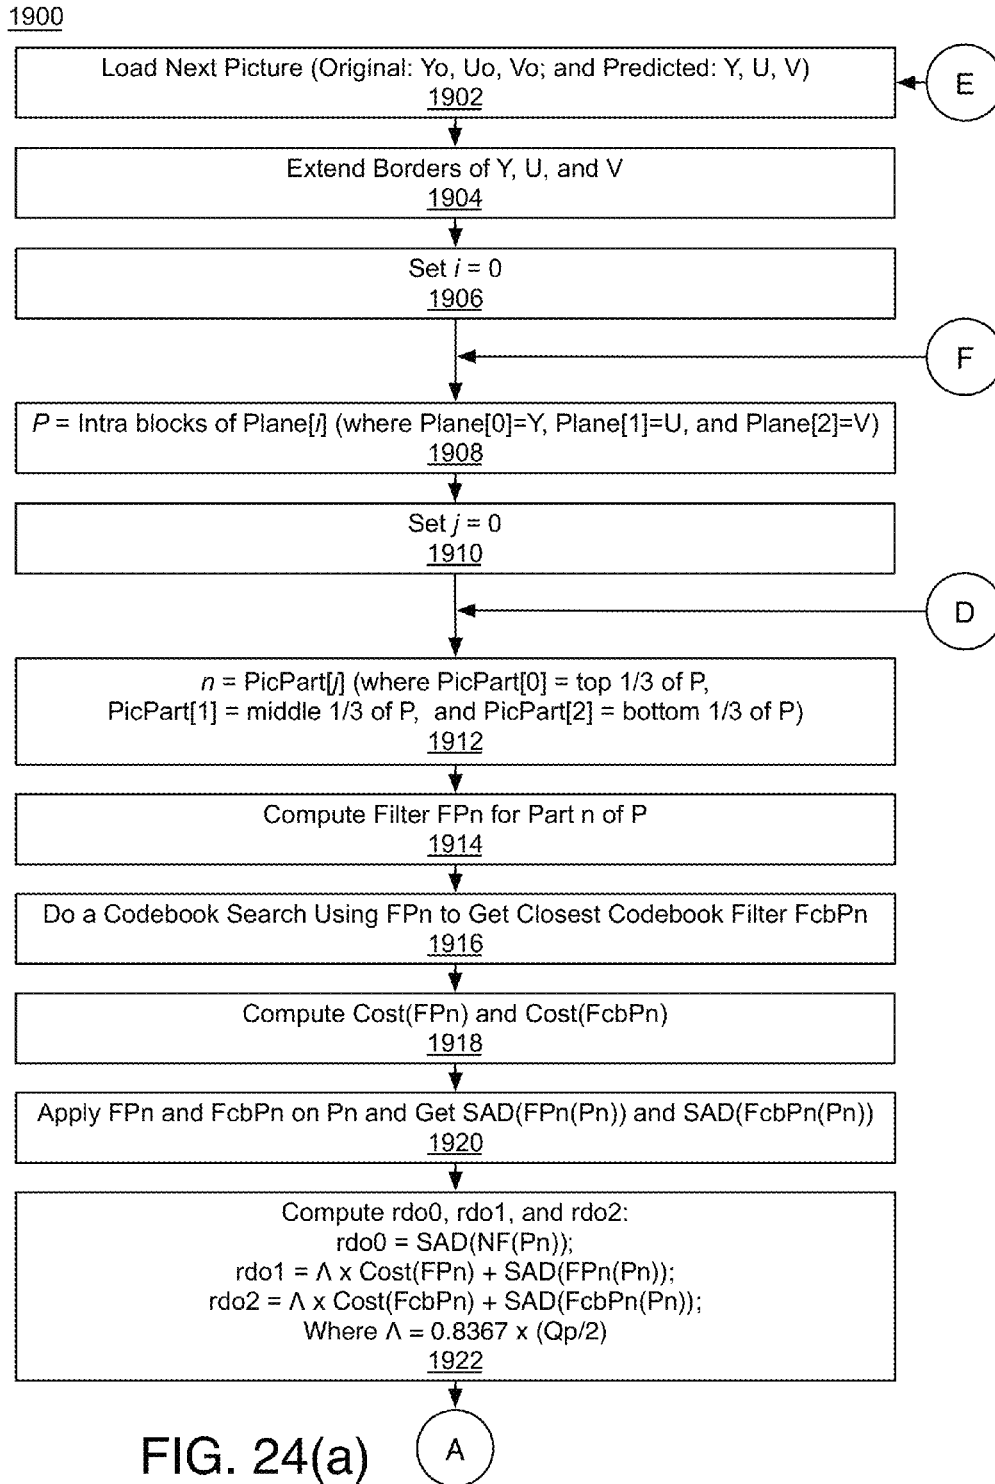 1900
Load Next Picture (Original: Yo, Uo, Vo; and Predicted: Y, U, V)
1902
E
Extend Borders of Y, U, and V
1904
Set i = 0
1906
F
P = Intra blocks of Plane[i] (where Plane[0]=Y, Plane[1]=U, and Plane[2]=V)
1908
Set j = 0
1910
D
n = PicPart[j] (where PicPart[0] = top 1/3 of P,
PicPart[1] = middle 1/3 of P, and PicPart[2] = bottom 1/3 of P)
1912
Compute Filter FPn for Part n of P
1914
Do a Codebook Search Using FPn to Get Closest Codebook Filter FcbPn
1916
Compute Cost(FPn) and Cost(FcbPn)
1918
Apply FPn and FcbPn on Pn and Get SAD(FPn(Pn)) and SAD(FcbPn(Pn))
1920
Compute rdo0, rdo1, and rdo2:
rdo0 = SAD(NF(Pn));
rdo1 = Λ x Cost(FPn) + SAD(FPn(Pn));
rdo2 = Λ x Cost(FcbPn) + SAD(FcbPn(Pn));
Where Λ = 0.8367 x (Qp/2)
1922
A
FIG. 24(a)